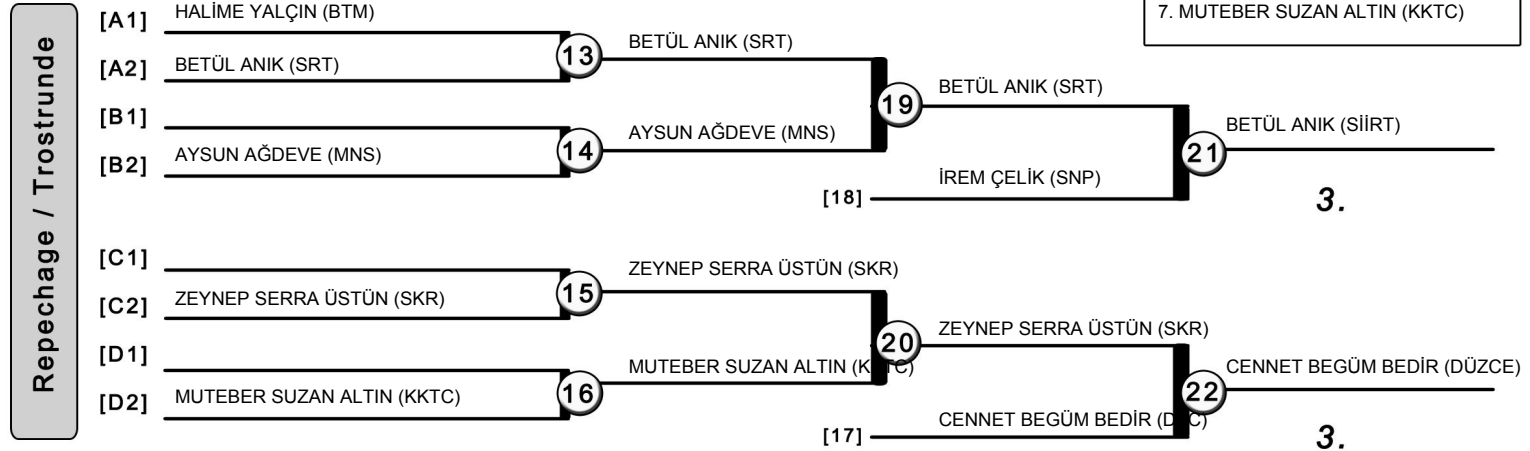 7. MUTEBER SUZAN ALTIN (KKTC)
Repechage / Trostrunde
[A1] HALİME YALÇIN (BTM)
13
BETÜL ANIK (SRT)
[A2] BETÜL ANIK (SRT)
19
BETÜL ANIK (SRT)
[B1]
14
AYSUN AĞDEVE (MNS)
[B2] AYSUN AĞDEVE (MNS)
21
BETÜL ANIK (SİİRT)
[18] İREM ÇELİK (SNP)
3.
[C1]
15
ZEYNEP SERRA ÜSTÜN (SKR)
[C2] ZEYNEP SERRA ÜSTÜN (SKR)
20
ZEYNEP SERRA ÜSTÜN (SKR)
[D1]
16
MUTEBER SUZAN ALTIN (KKTC)
[D2] MUTEBER SUZAN ALTIN (KKTC)
22
CENNET BEGÜM BEDİR (DÜZCE)
[17] CENNET BEGÜM BEDİR
3.